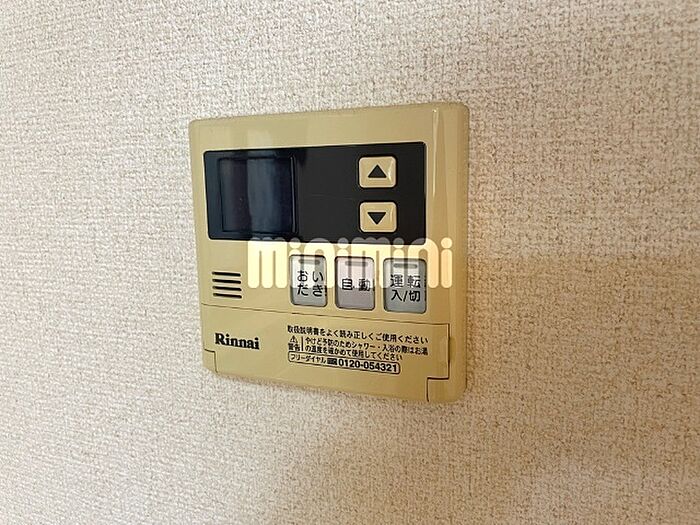 ▲
▼
minimini
おいだき
自動
運転入/切
Rinnai
取扱説明書をよく読み正しくご使用ください
⚠警告 やけど予防のためシャワー・入浴の際はお湯の温度を確かめて使用してください
フリーダイヤル 0120-054321